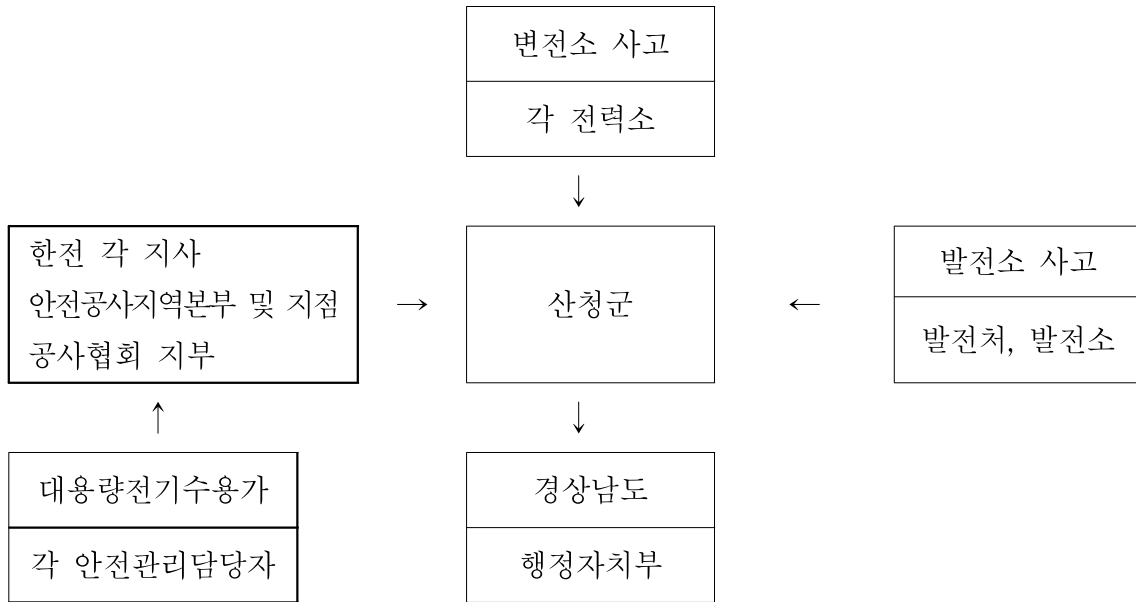 변전소 사고
각 전력소
↓
한전 각 지사
안전공사지역본부 및 지점
공사협회 지부
→
산청군
←
발전소 사고
발전처, 발전소
↑
↓
대용량전기수용가
각 안전관리담당자
경상남도
행정자치부